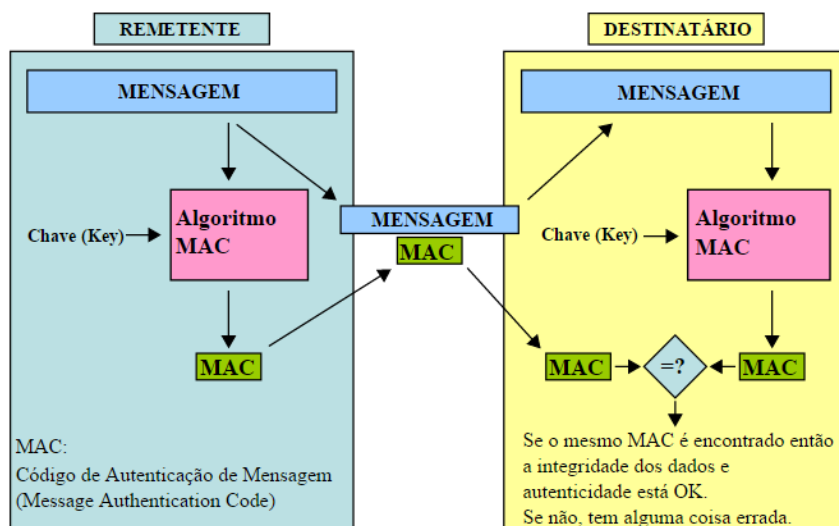 REMETENTE
MENSAGEM
Chave (Key)
Algoritmo
MAC
MAC
MAC:
Código de Autenticação de Mensagem
(Message Authentication Code)
MENSAGEM
MAC
DESTINATÁRIO
MENSAGEM
Chave (Key)
Algoritmo
MAC
MAC
=?
MAC
Se o mesmo MAC é encontrado então
a integridade dos dados e
autenticidade está OK.
Se não, tem alguma coisa errada.